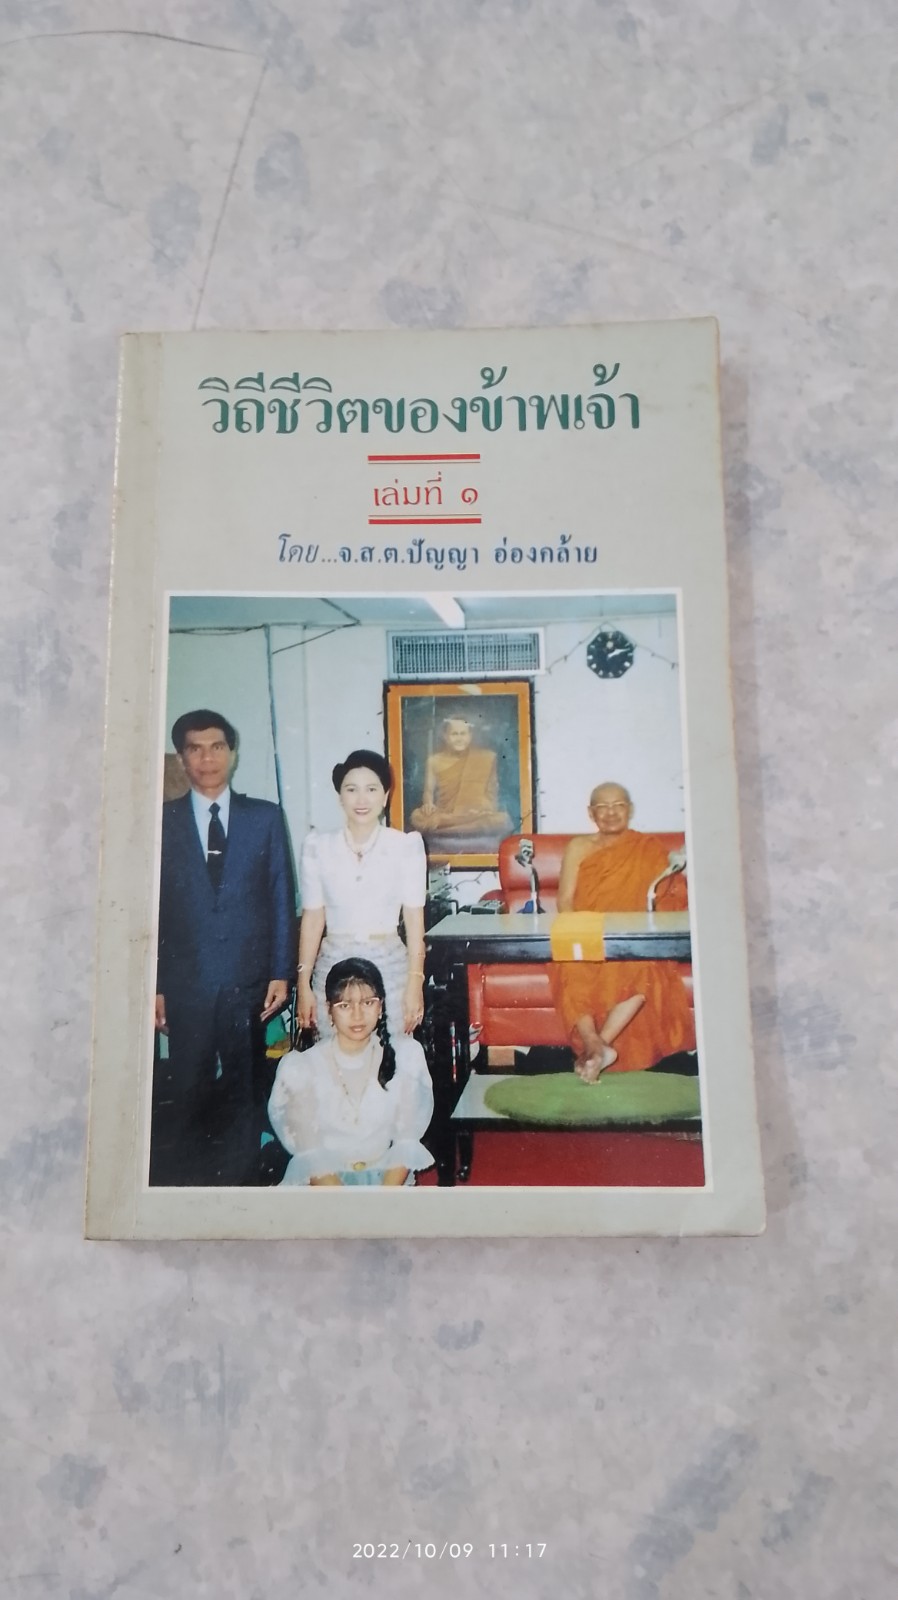 วิถีชีวิตของข้าพเจ้า
เล่มที่ ๑
โดย...จ.ส.ต.ปัญญา อ่องคล้าย
2022/10/09 11:17